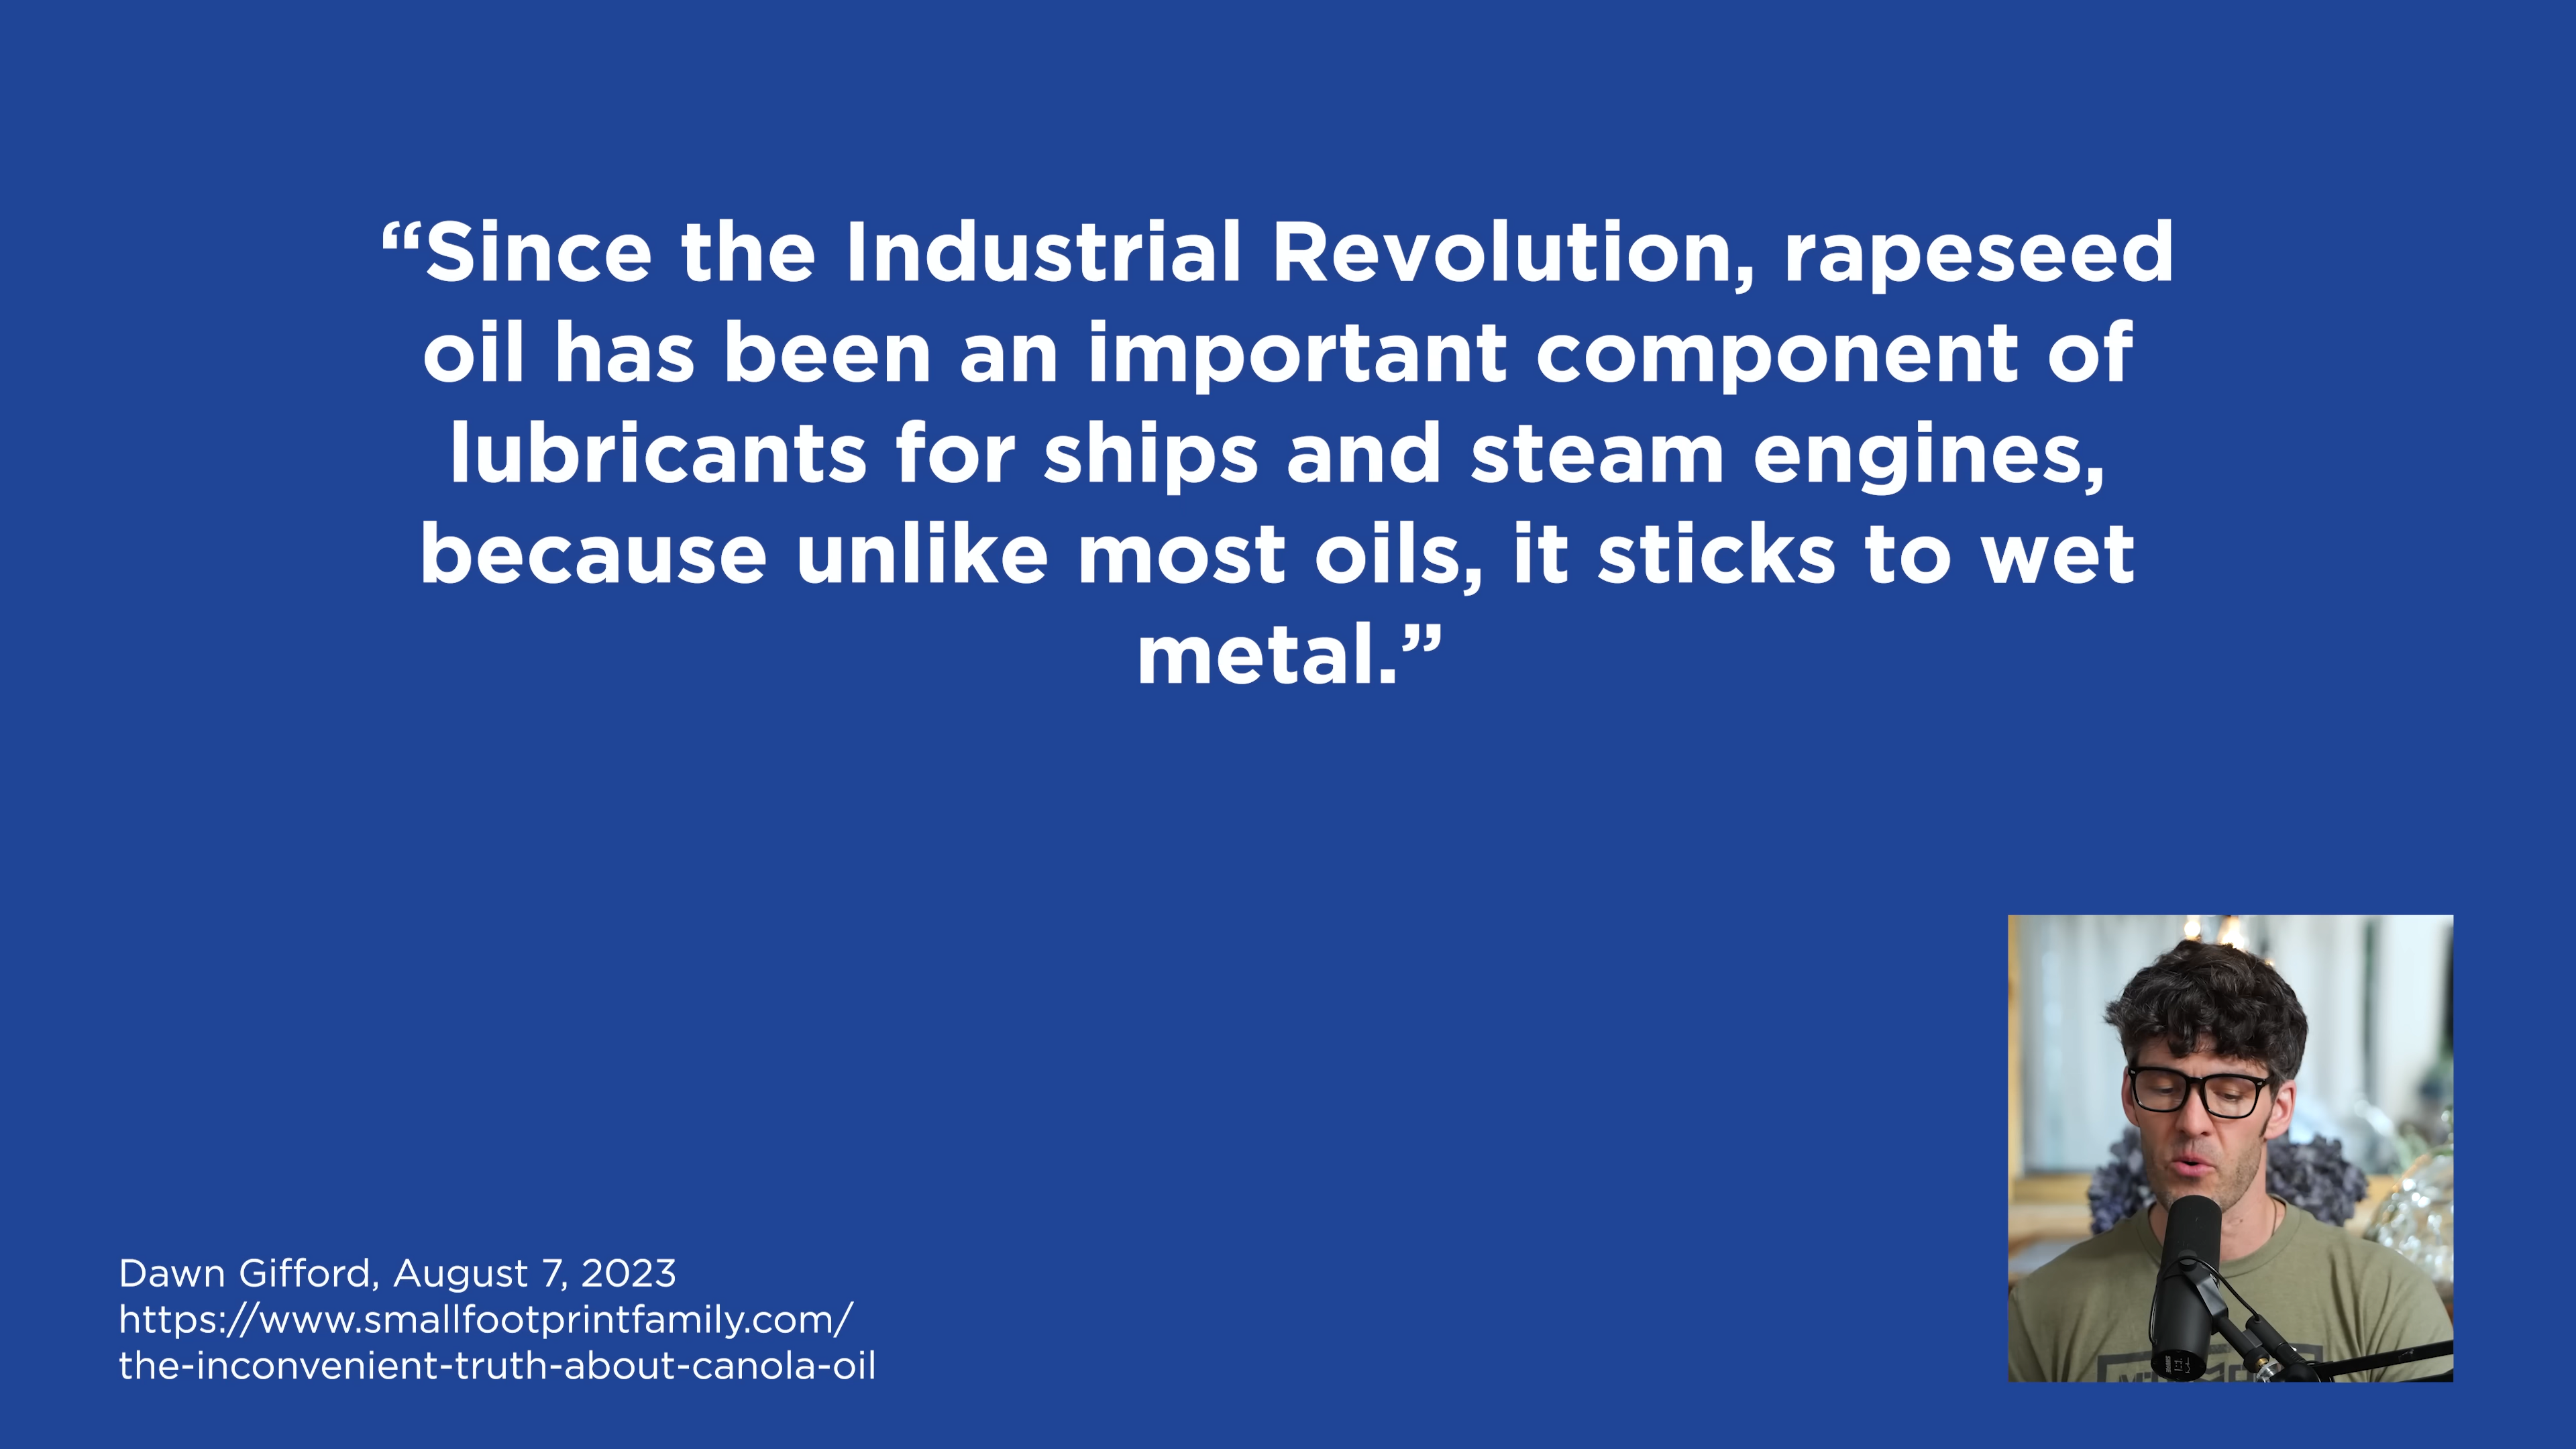 “Since the Industrial Revolution, rapeseed
oil has been an important component of
lubricants for ships and steam engines,
because unlike most oils, it sticks to wet
metal.”
Dawn Gifford, August 7, 2023
https://www.smallfootprintfamily.com/
the-inconvenient-truth-about-canola-oil